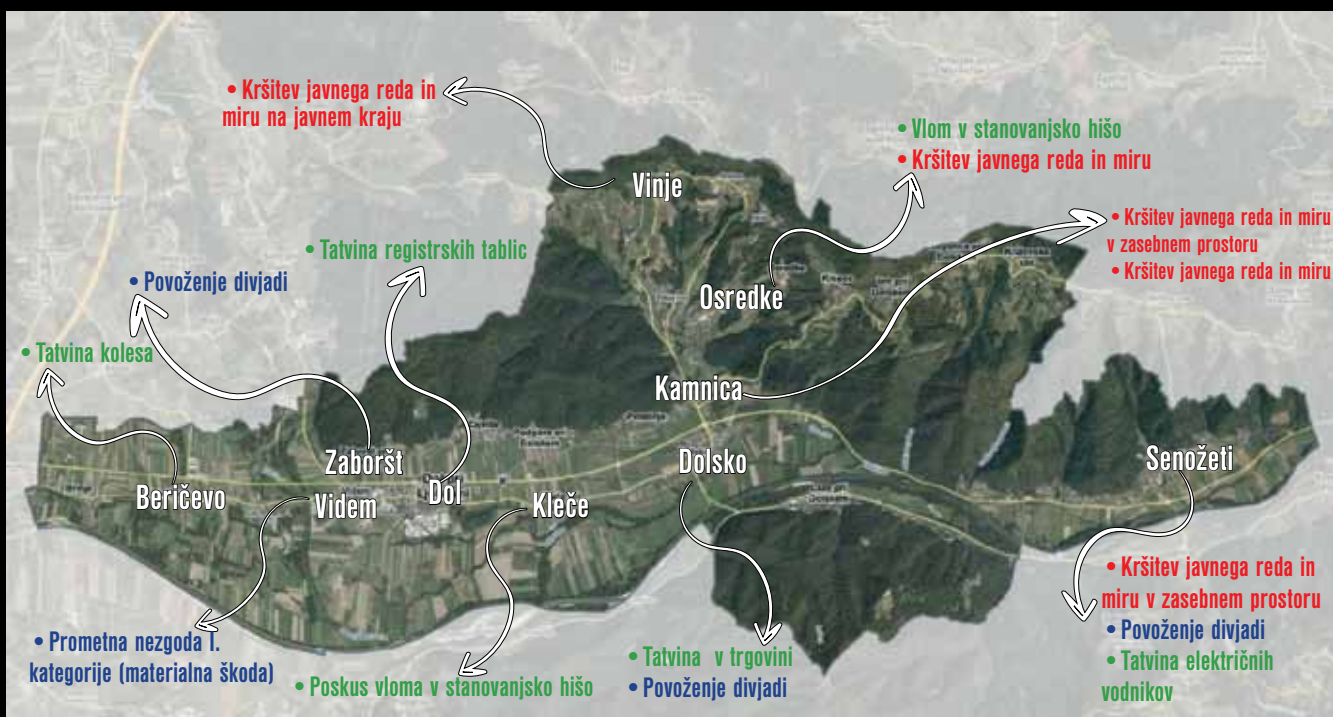 • Kršitev javnega reda in
miru na javnem kraju
• Vlom v stanovanjsko hišo
• Kršitev javnega reda in miru
Vinje
• Kršitev javnega reda in miru
v zasebnem prostoru
• Kršitev javnega reda in miru
• Tatvina registrskih tablic
• Povoženje divjadi
Osredke
• Tatvina kolesa
Kamnica
Zaboršt
Dolsko
Senožeti
Beričevo
Videm
Dol
Kleče
• Prometna nezgoda I.
kategorije (materialna škoda)
• Poskus vloma v stanovanjsko hišo
• Tatvina v trgovini
• Povoženje divjadi
• Kršitev javnega reda in
miru v zasebnem prostoru
• Povoženje divjadi
• Tatvina električnih
vodnikov